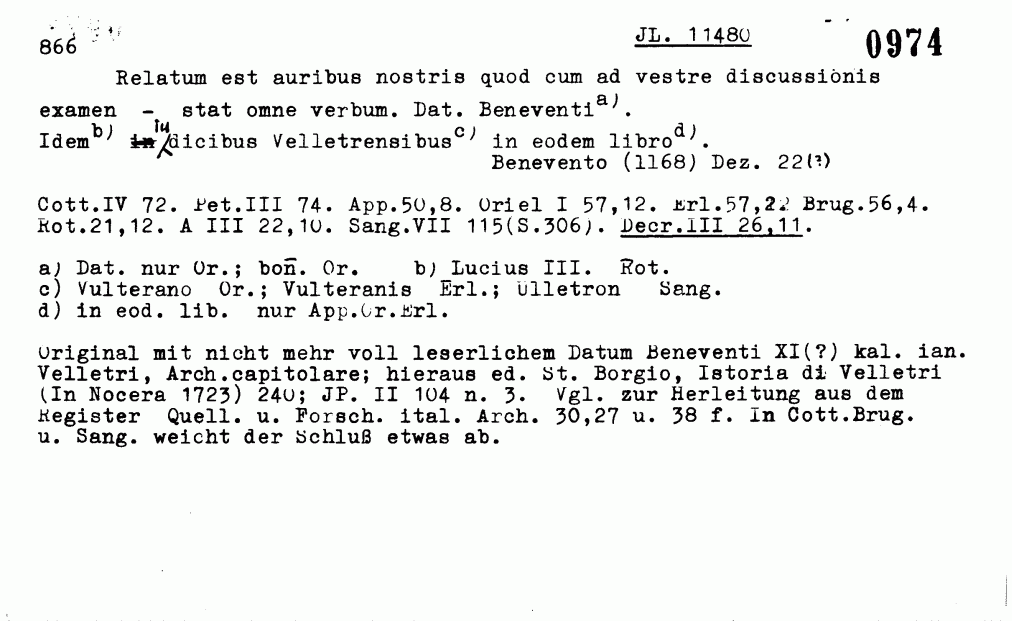 866 JL. 11480 0974
Relatum est auribus nostris quod cum ad vestre discussionis
examen - stat omne verbum. Dat. Beneventi a).
Idem b) iudicibus Velletrensibus c) in eodem libro d).
Benevento (1168) Dez. 22(?)
Cott.IV 72. Pet.III 74. App.50,8. Oriel I 57,12. Erl.57,22 Brug.56,4.
Rot.21,12. A III 22,10. Sang.VII 115(S.306). Decr.III 26,11.
a) Dat. nur Or.; bon̄. Or. b) Lucius III. Rot.
c) Vulterano Or.; Vulteranis Erl.; Ulletron Sang.
d) in eod. lib. nur App.Or.Erl.
Original mit nicht mehr voll leserlichem Datum Beneventi XI(?) kal. ian.
Velletri, Arch.capitolare; hieraus ed. St. Borgio, Istoria di Velletri
(In Nocera 1723) 240; JP. II 104 n. 3. Vgl. zur Herleitung aus dem
Register Quell. u. Forsch. ital. Arch. 30,27 u. 38 f. In Cott.Brug.
u. Sang. weicht der Schluß etwas ab.